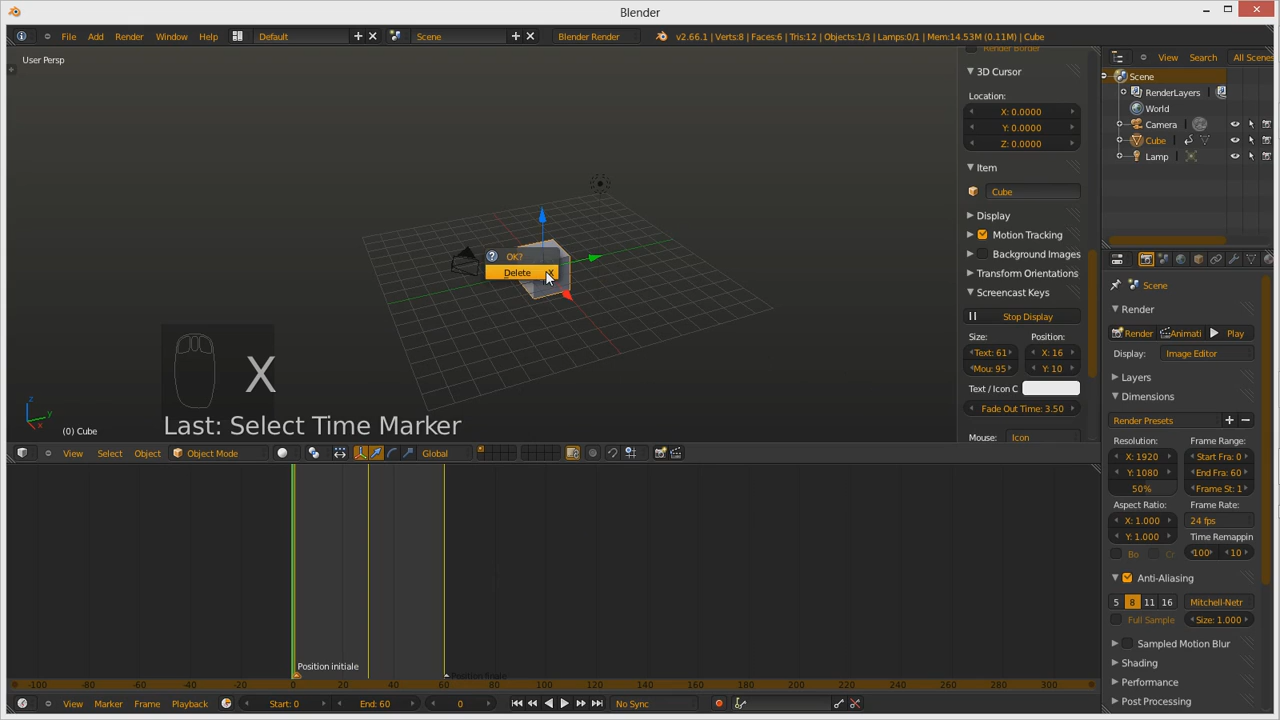 Blender
File Add Render Window Help Default Scene Blender Render v2.66.1 | Verts:8 | Faces:6 | Tris:12 | Objects:1/3 | Lamps:0/1 | Mem:14.53M (0.11M) | Cube
User Persp
Render Border
3D Cursor
Location:
X: 0.0000
Y: 0.0000
Z: 0.0000
Item
Cube
Display
Motion Tracking
Background Images
Transform Orientations
Screencast Keys
Stop Display
Size: Position:
Text: 61 X: 16
Mou: 95 Y: 10
Text / Icon C
Fade Out Time: 3.50
Mouse: Icon
OK?
Delete X
X
Last: Select Time Marker
z
y
x
(0) Cube
View Select Object Object Mode Global
View Search All Scenes
Scene
RenderLayers |
World
Camera |
Cube |
Lamp |
Scene
Render
Render Animati Play
Display: Image Editor
Layers
Dimensions
Render Presets
Resolution: Frame Range:
X: 1920 Start Fra: 0
Y: 1080 End Fra: 60
50% Frame St: 1
Aspect Ratio: Frame Rate:
X: 1.000 24 fps
Y: 1.000 Time Remappin
Bo Cr 100 10
Anti-Aliasing
5 8 11 16 Mitchell-Netr
Full Sample Size: 1.000
Sampled Motion Blur
Shading
Performance
Post Processing
Position initiale
Position finale
-100 -80 -60 -40 -20 0 20 40 60 80 100 120 140 160 180 200 220 240 260 280 300
View Marker Frame Playback Start: 0 End: 60 0 No Sync